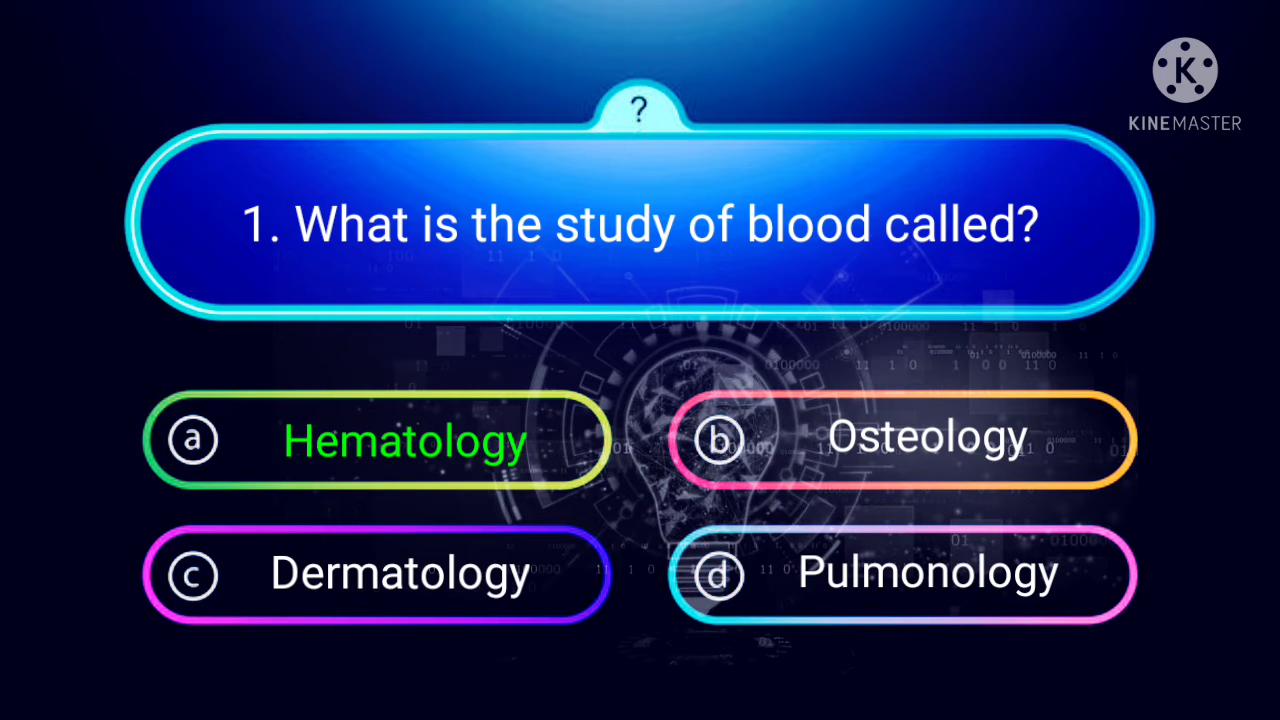 ?
KINEMASTER
1. What is the study of blood called?
a Hematology
b Osteology
c Dermatology
d Pulmonology